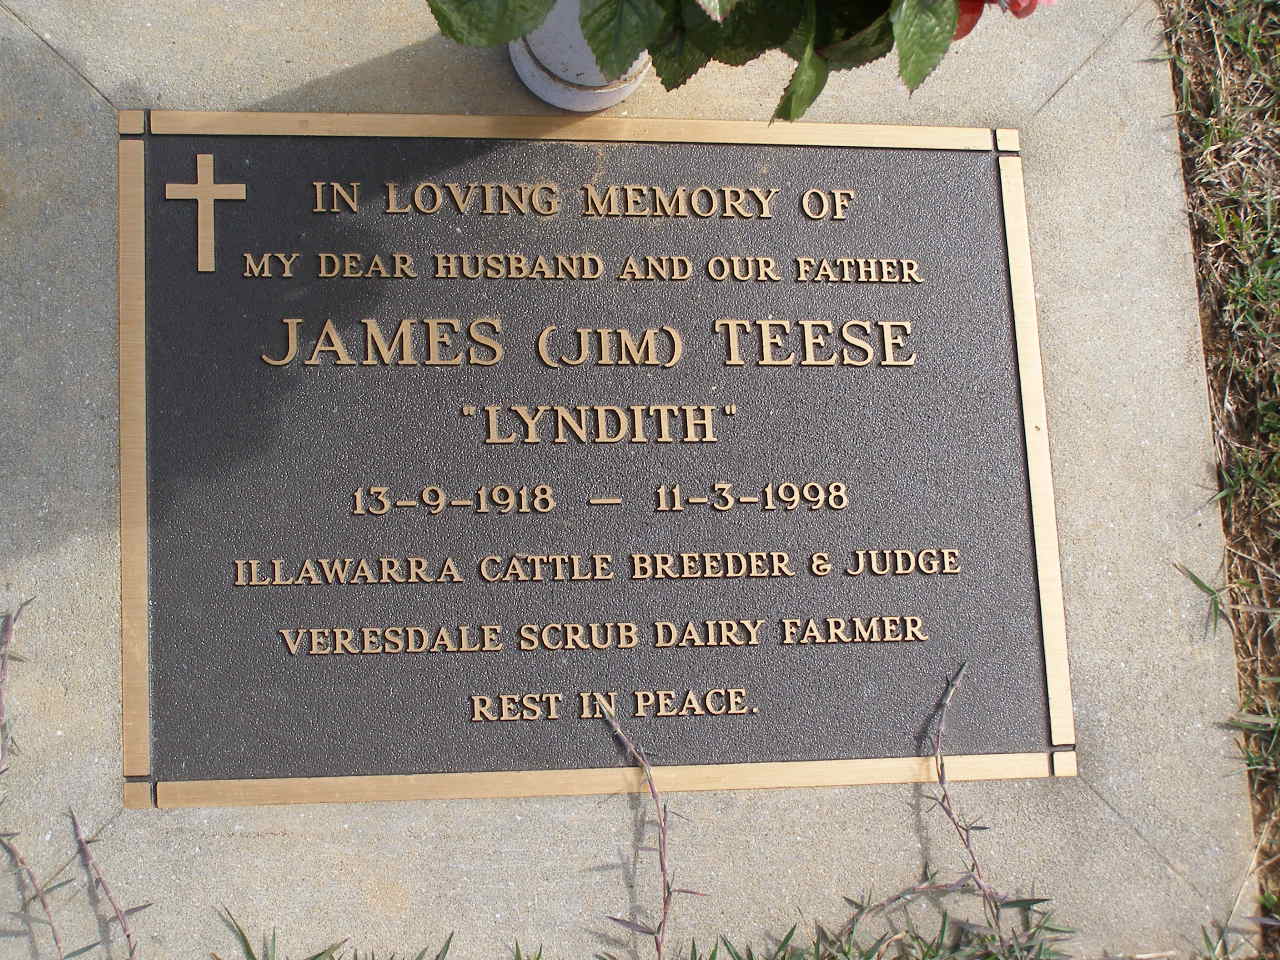 IN LOVING MEMORY OF
MY DEAR HUSBAND AND OUR FATHER
JAMES (JIM) TEESE
"LYNDITH"
13-9-1918 — 11-3-1998
ILLAWARRA CATTLE BREEDER & JUDGE
VERESDALE SCRUB DAIRY FARMER
REST IN PEACE.